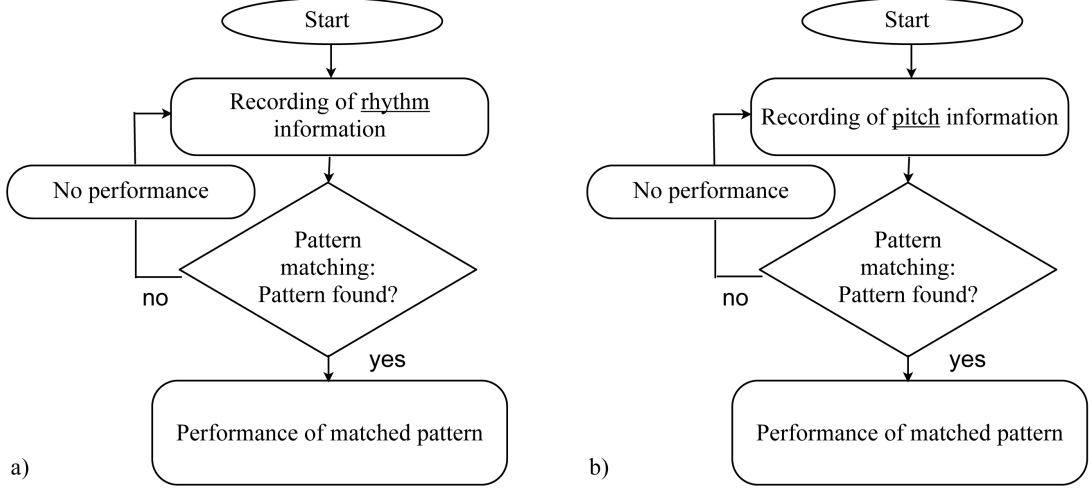 Start
Recording of rhythm
information
No performance
Pattern
matching:
Pattern found?
no
yes
Performance of matched pattern
a)
Start
Recording of pitch information
No performance
Pattern
matching:
Pattern found?
no
yes
Performance of matched pattern
b)